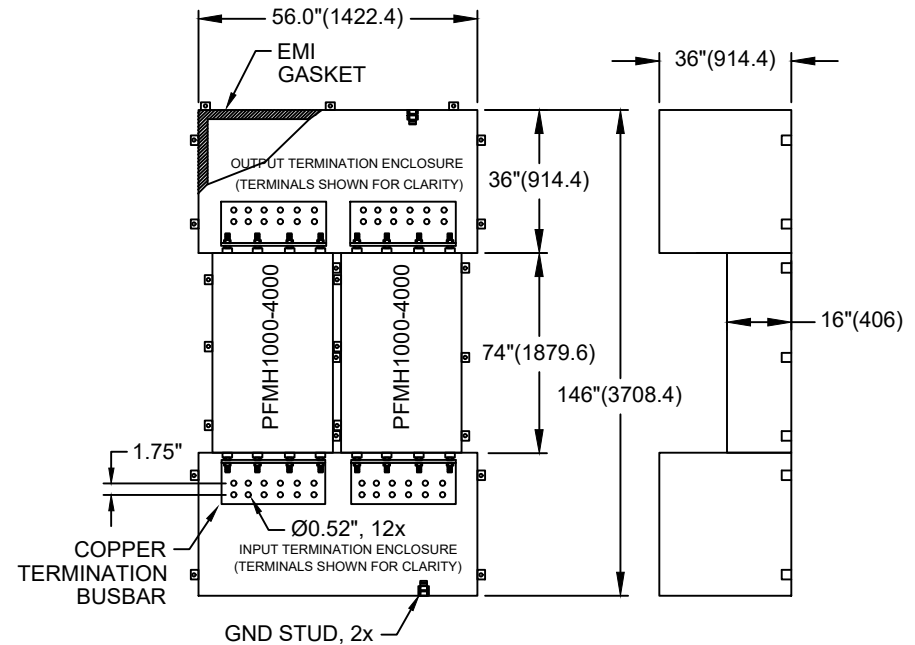 56.0"(1422.4)
EMI
GASKET
36"(914.4)
OUTPUT TERMINATION ENCLOSURE
(TERMINALS SHOWN FOR CLARITY)
36"(914.4)
PFMH1000-4000
PFMH1000-4000
16"(406)
74"(1879.6)
146"(3708.4)
1.75"
Ø0.52", 12x
COPPER
TERMINATION
BUSBAR
INPUT TERMINATION ENCLOSURE
(TERMINALS SHOWN FOR CLARITY)
GND STUD, 2x